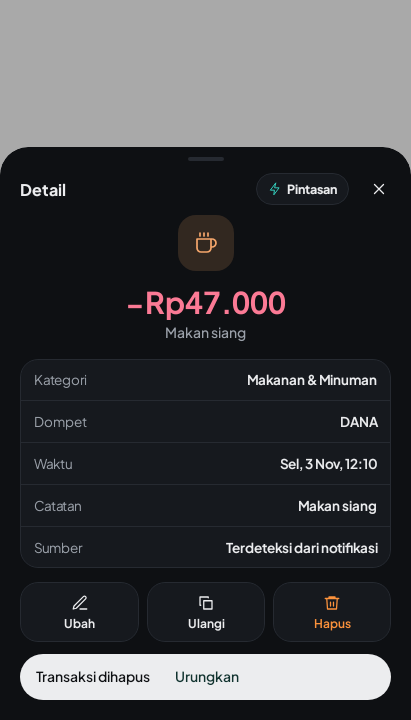 Detail
Pintasan
−Rp47.000
Makan siang
Kategori Makanan & Minuman
Dompet DANA
Waktu Sel, 3 Nov, 12:10
Catatan Makan siang
Sumber Terdeteksi dari notifikasi
Ubah Ulangi Hapus
Transaksi dihapus Urungkan